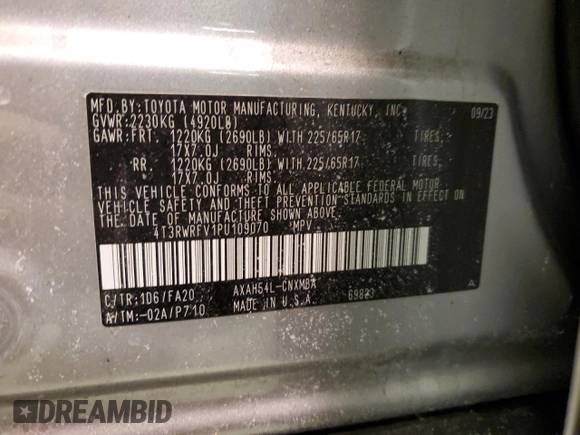 MFD.BY:TOYOTA MOTOR MANUFACTURING, KENTUCKY, INC. 09/23
GVWR:2230KG (4920LB)
GAWR:FRT. 1220KG (2690LB) WITH 225/65R17 TIRES,
" 17X7.0J RIMS,
RR. 1220KG (2690LB) WITH 225/65R17 TIRES,
" 17X7.0J RIMS,
THIS VEHICLE CONFORMS TO ALL APPLICABLE FEDERAL MOTOR
VEHICLE SAFETY AND THEFT PREVENTION STANDARDS IN EFFECT ON
THE DATE OF MANUFACTURE SHOWN ABOVE.
4T3RWRFV1PU109070 MPV
C/TR:1D6/FA20 AXAH54L-CNXMBA 69823 A
A/TM:-02A/P710
DREAMBID